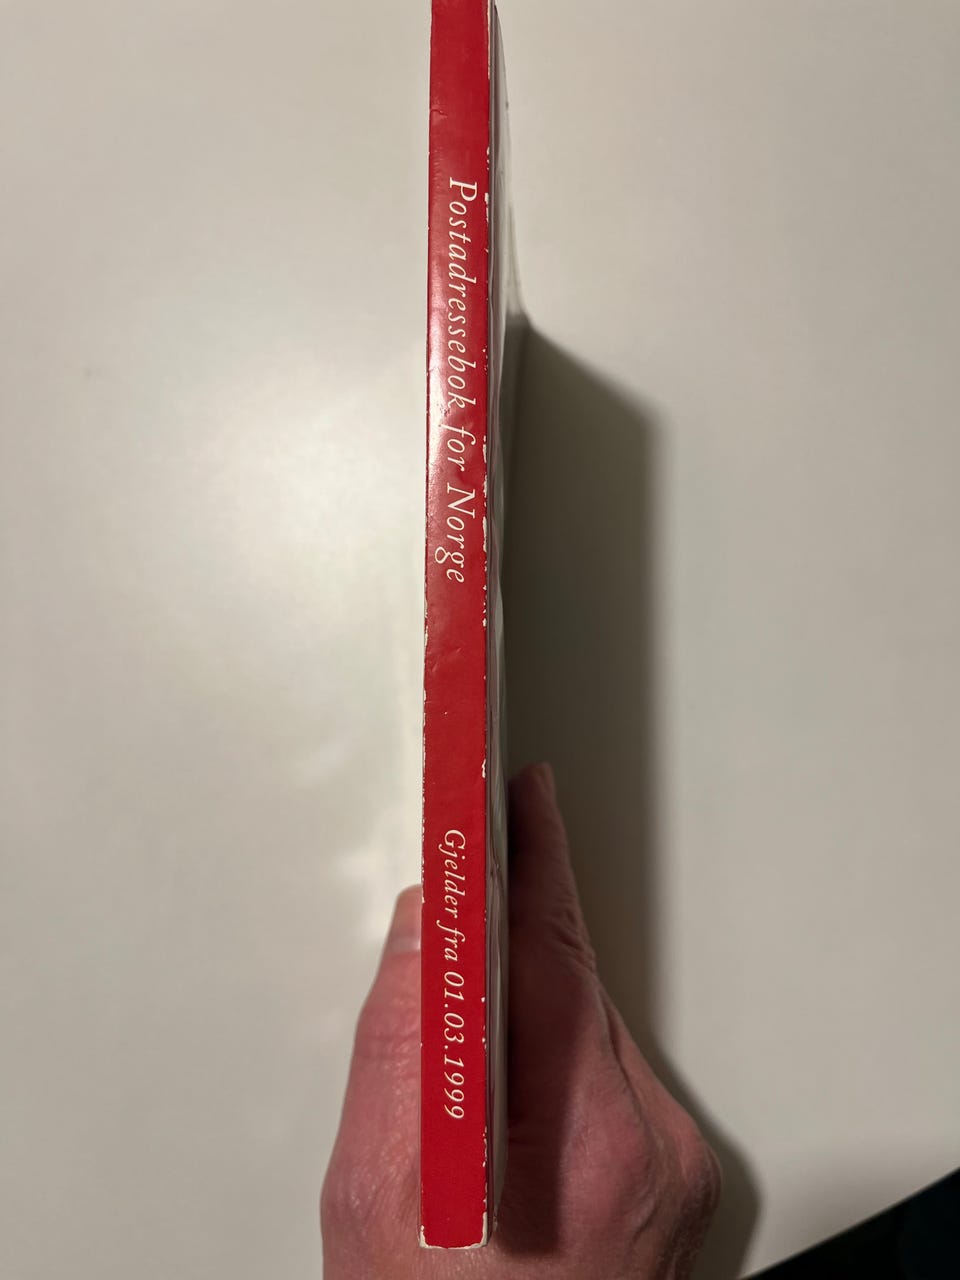 Postadressebok for Norge
Gjelder fra 01.03.1999